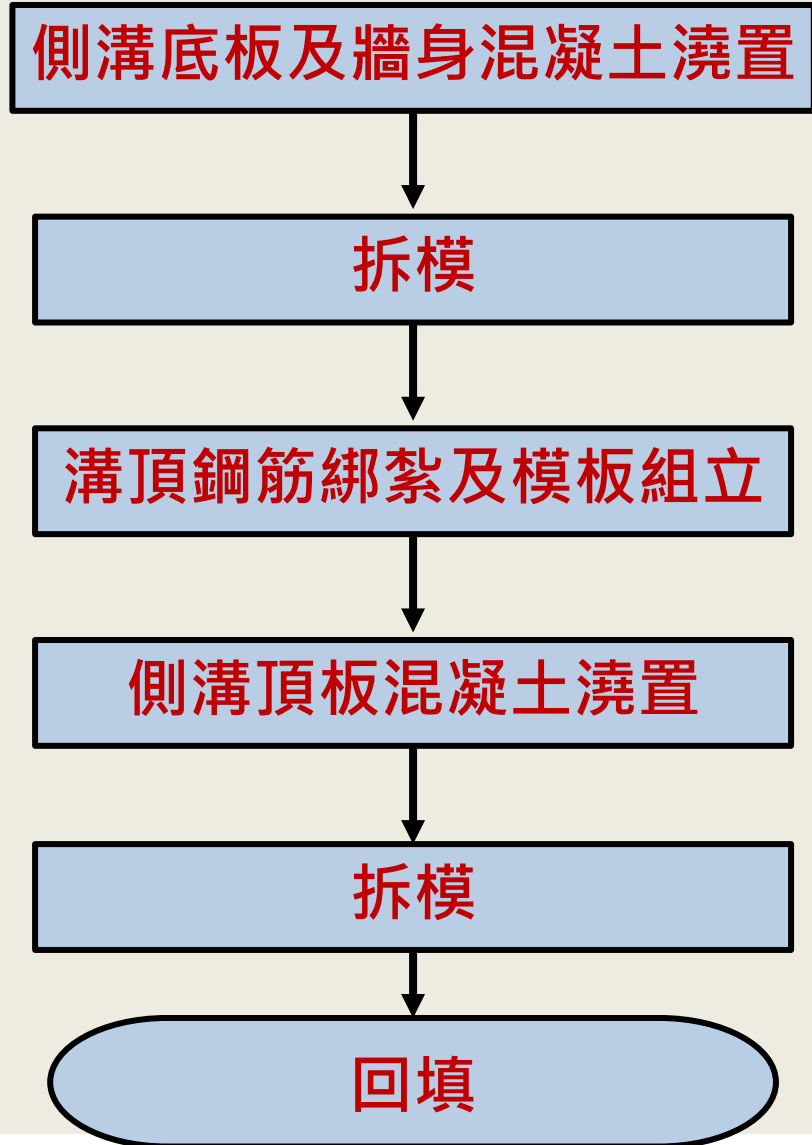 側溝底板及牆身混凝土澆置
拆模
溝頂鋼筋綁紮及模板組立
側溝頂板混凝土澆置
拆模
回填